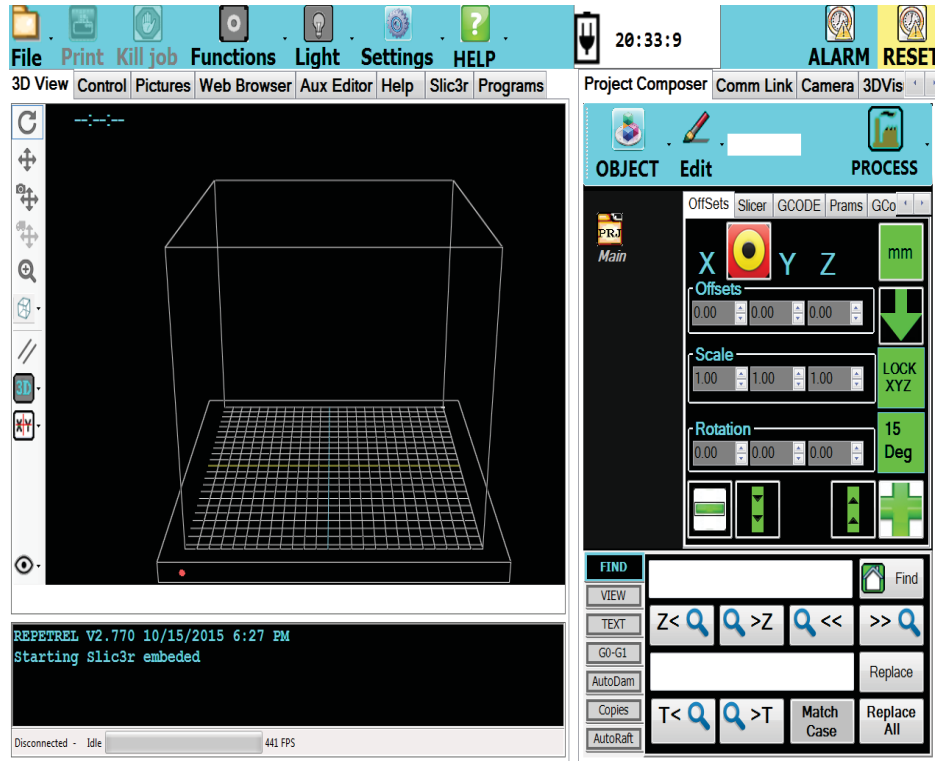 File Print Kill job Functions Light Settings HELP
20:33:9
ALARM RESET
3D View Control Pictures Web Browser Aux Editor Help Slic3r Programs
Project Composer Comm Link Camera 3DVis
--:--:--
OBJECT Edit PROCESS
OffSets Slicer GCODE Prams GCo
PRJ
Main
X Y Z mm
Offsets
0.00 0.00 0.00
Scale
1.00 1.00 1.00
LOCK
XYZ
Rotation
0.00 0.00 0.00
15
Deg
3D
X-Y
FIND
VIEW
TEXT
G0-G1
AutoDam
Copies
AutoRaft
Find
Z< >Z << >>
Replace
T< >T Match
Case
Replace
All
REPETREL V2.770 10/15/2015 6:27 PM
Starting Slic3r embeded
Disconnected - Idle 441 FPS